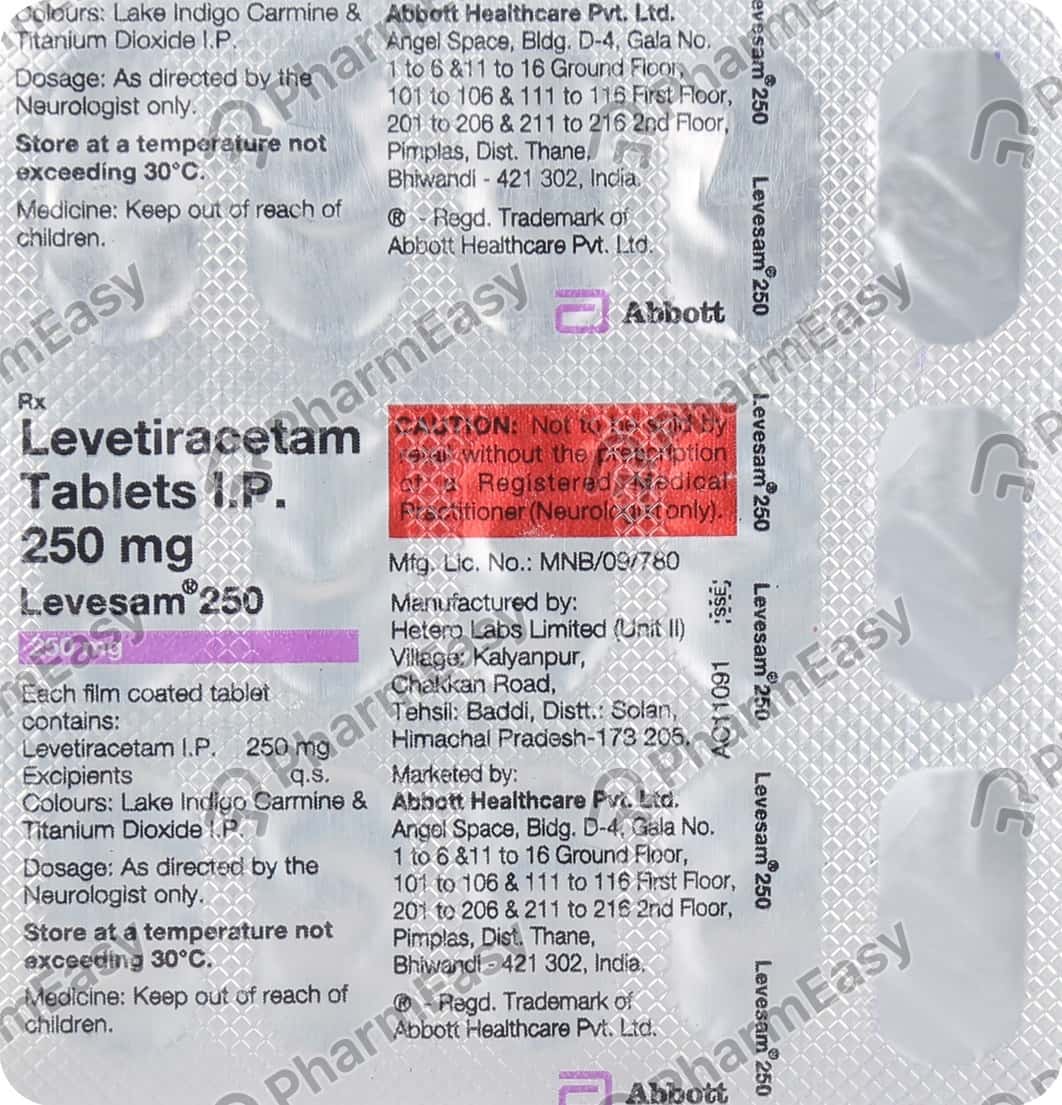 Colours: Lake Indigo Carmine &
Titanium Dioxide I.P.
Dosage: As directed by the
Neurologist only.
Store at a temperature not
exceeding 30°C.
Medicine: Keep out of reach of
children.
Abbott Healthcare Pvt. Ltd.
Angel Space, Bldg. D-4, Gala No.
1 to 6 &11 to 16 Ground Floor,
101 to 106 & 111 to 116 First Floor,
201 to 206 & 211 to 216 2nd Floor,
Pimplas, Dist. Thane,
Bhiwandi - 421 302, India.
® - Regd. Trademark of
Abbott Healthcare Pvt. Ltd.
Abbott
Rx
Levetiracetam
Tablets I.P.
250 mg
Levesam® 250
250 mg
Each film coated tablet
contains:
Levetiracetam I.P. 250 mg
Excipients q.s.
Colours: Lake Indigo Carmine &
Titanium Dioxide I.P.
Dosage: As directed by the
Neurologist only.
Store at a temperature not
exceeding 30°C.
Medicine: Keep out of reach of
children.
CAUTION: Not to be sold by
retail without the prescription
of a Registered Medical
Practitioner (Neurologist only).
Mfg. Lic. No.: MNB/09/780
Manufactured by:
Hetero Labs Limited (Unit II)
Village: Kalyanpur,
Chakkan Road,
Tehsil: Baddi, Distt.: Solan,
Himachal Pradesh-173 205.
Marketed by:
Abbott Healthcare Pvt. Ltd.
Angel Space, Bldg. D-4, Gala No.
1 to 6 &11 to 16 Ground Floor,
101 to 106 & 111 to 116 First Floor,
201 to 206 & 211 to 216 2nd Floor,
Pimplas, Dist. Thane,
Bhiwandi - 421 302, India.
® - Regd. Trademark of
Abbott Healthcare Pvt. Ltd.
Abbott
evesam® 250
Levesam® 250
Levesam® 250
Levesam® 250
Levesam® 250
Levesam® 250
PharmEasy
PharmEasy
PharmEasy
PharmEasy
PharmEasy
PharmEasy